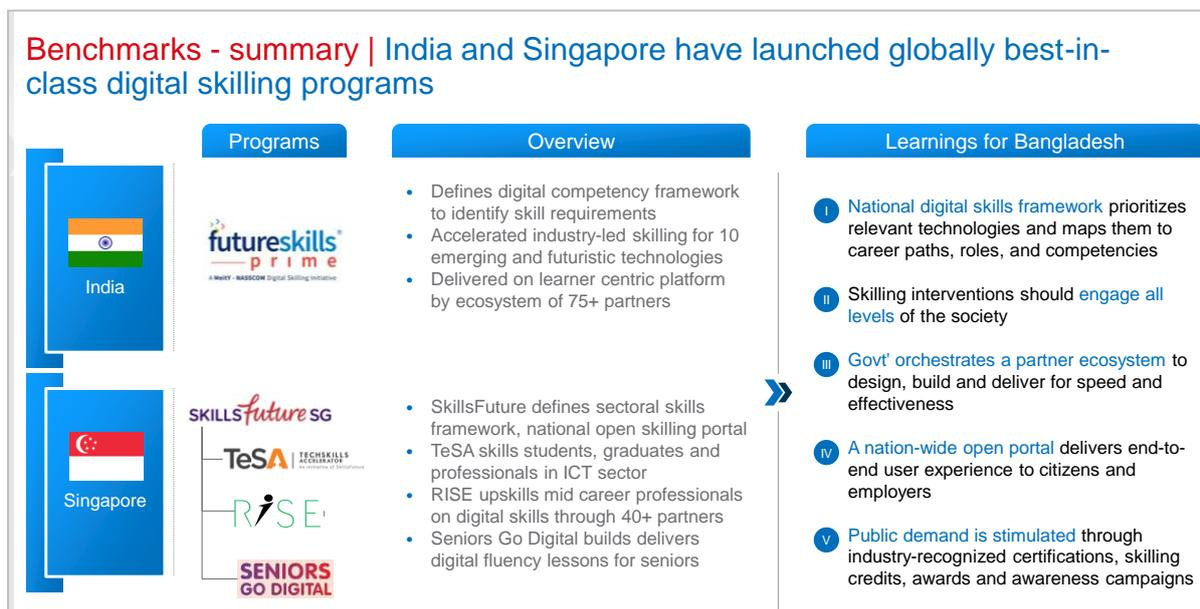 Benchmarks - summary | India and Singapore have launched globally best-in-
class digital skilling programs
Programs
Overview
Learnings for Bangladesh
India
futureskills
prime
A MeitY - NASSCOM Digital Skilling Initiative
• Defines digital competency framework
to identify skill requirements
• Accelerated industry-led skilling for 10
emerging and futuristic technologies
• Delivered on learner centric platform
by ecosystem of 75+ partners
Singapore
SKILLSfuture SG
TeSA | TECHSKILLS
ACCELERATOR
An initiative of SkillsFuture
RISE
SENIORS
GO DIGITAL
• SkillsFuture defines sectoral skills
framework, national open skilling portal
• TeSA skills students, graduates and
professionals in ICT sector
• RISE upskills mid career professionals
on digital skills through 40+ partners
• Seniors Go Digital builds delivers
digital fluency lessons for seniors
I National digital skills framework prioritizes
relevant technologies and maps them to
career paths, roles, and competencies
II Skilling interventions should engage all
levels of the society
III Govt' orchestrates a partner ecosystem to
design, build and deliver for speed and
effectiveness
IV A nation-wide open portal delivers end-to-
end user experience to citizens and
employers
V Public demand is stimulated through
industry-recognized certifications, skilling
credits, awards and awareness campaigns